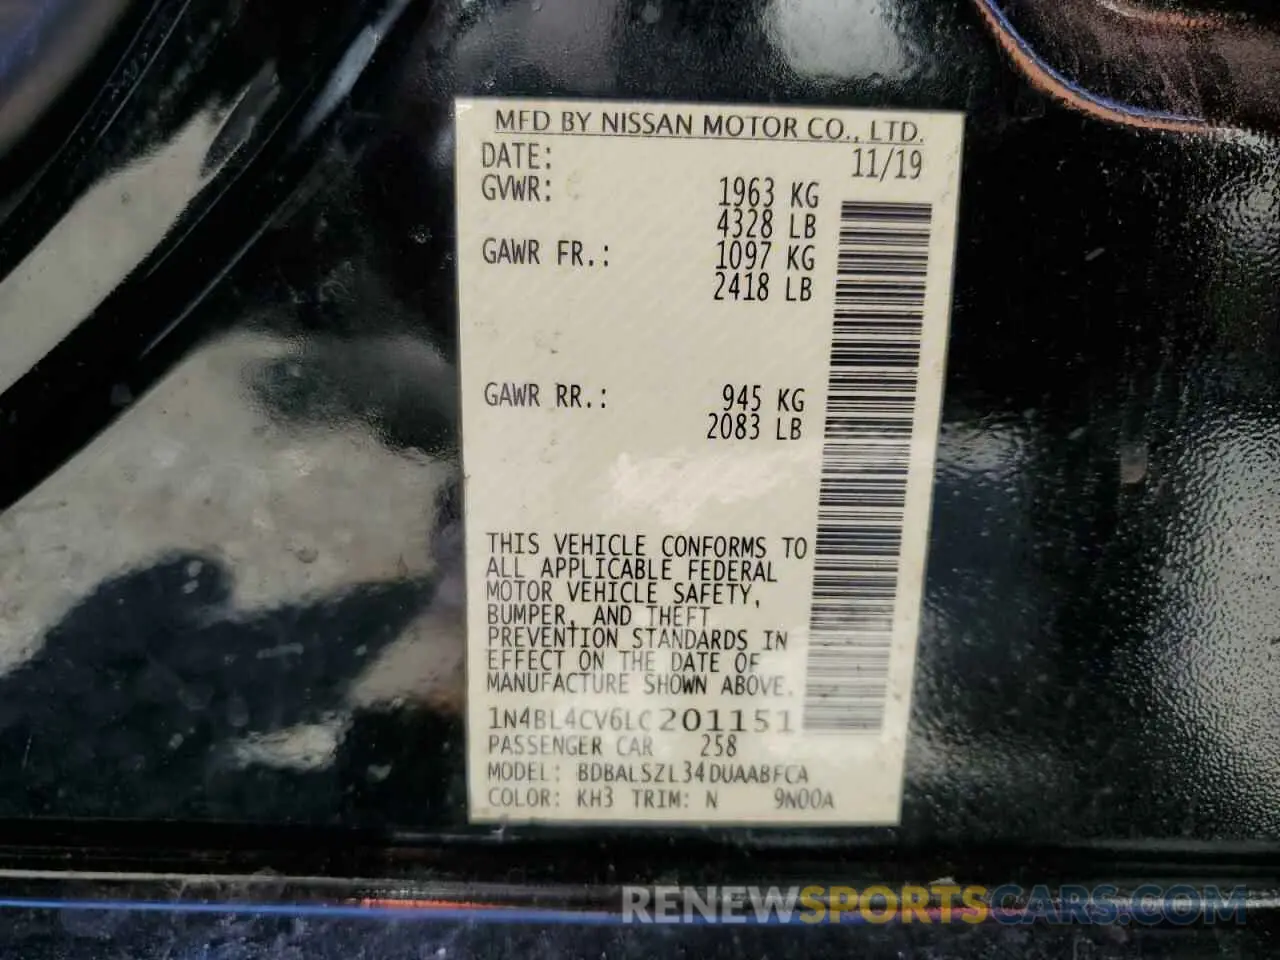 MFD BY NISSAN MOTOR CO., LTD.
DATE: 11/19
GVWR: 1963 KG
4328 LB
GAWR FR.: 1097 KG
2418 LB
GAWR RR.: 945 KG
2083 LB
THIS VEHICLE CONFORMS TO
ALL APPLICABLE FEDERAL
MOTOR VEHICLE SAFETY,
BUMPER, AND THEFT
PREVENTION STANDARDS IN
EFFECT ON THE DATE OF
MANUFACTURE SHOWN ABOVE.
1N4BL4CV6LC201151
PASSENGER CAR 258
MODEL: BDBALSZL34DUAABFCA
COLOR: KH3 TRIM: N 9N00A
RENEWSPORTSCARS.COM